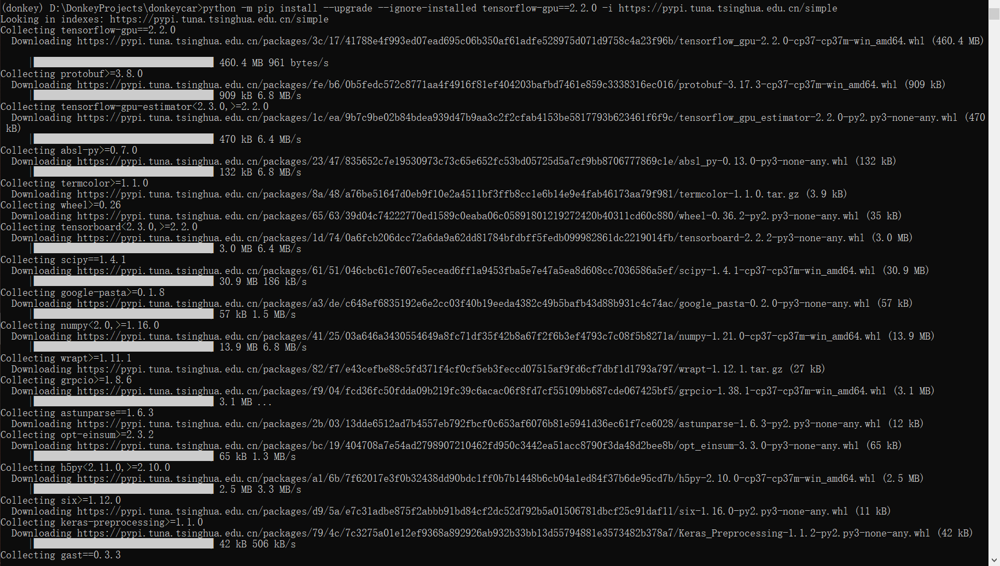 (donkey) D:\DonkeyProjects\donkeycar>python -m pip install --upgrade --ignore-installed tensorflow-gpu==2.2.0 -i https://pypi.tuna.tsinghua.edu.cn/simple
Looking in indexes: https://pypi.tuna.tsinghua.edu.cn/simple
Collecting tensorflow-gpu==2.2.0
Downloading https://pypi.tuna.tsinghua.edu.cn/packages/3c/17/41788e4f993ed07ead695c06b350af61adfe528975d071d9758c4a23f96b/tensorflow_gpu-2.2.0-cp37-cp37m-win_amd64.whl (460.4 MB)
460.4 MB 961 bytes/s
Collecting protobuf>=3.8.0
Downloading https://pypi.tuna.tsinghua.edu.cn/packages/fe/b6/0b5fedc572c8771aa4f4916f81ef404203bafbd7461e859c3338316ec016/protobuf-3.17.3-cp37-cp37m-win_amd64.whl (909 kB)
909 kB 6.8 MB/s
Collecting tensorflow-gpu-estimator<2.3.0,>=2.2.0
Downloading https://pypi.tuna.tsinghua.edu.cn/packages/1c/ea/9b7c9be02b84bdea939d47b9aa3c2f2cfab4153be5817793b623461f6f9c/tensorflow_gpu_estimator-2.2.0-py2.py3-none-any.whl (470
kB)
470 kB 6.4 MB/s
Collecting absl-py>=0.7.0
Downloading https://pypi.tuna.tsinghua.edu.cn/packages/23/47/835652c7e19530973c73c65e652fc53bd05725d5a7cf9bb8706777869c1e/absl_py-0.13.0-py3-none-any.whl (132 kB)
132 kB 6.8 MB/s
Collecting termcolor>=1.1.0
Downloading https://pypi.tuna.tsinghua.edu.cn/packages/8a/48/a76be51647d0eb9f10e2a4511bf3ffb8cc1e6b14e9e4fab46173aa79f981/termcolor-1.1.0.tar.gz (3.9 kB)
Collecting wheel>=0.26
Downloading https://pypi.tuna.tsinghua.edu.cn/packages/65/63/39d04c74222770ed1589c0eaba06c05891801219272420b40311cd60c880/wheel-0.36.2-py2.py3-none-any.whl (35 kB)
Collecting tensorboard<2.3.0,>=2.2.0
Downloading https://pypi.tuna.tsinghua.edu.cn/packages/1d/74/0a6fcb206dcc72a6da9a62dd81784bfdbff5fedb099982861dc2219014fb/tensorboard-2.2.2-py3-none-any.whl (3.0 MB)
3.0 MB 6.4 MB/s
Collecting scipy==1.4.1
Downloading https://pypi.tuna.tsinghua.edu.cn/packages/61/51/046cbc61c7607e5ecead6ff1a9453fba5e7e47a5ea8d608cc7036586a5ef/scipy-1.4.1-cp37-cp37m-win_amd64.whl (30.9 MB)
30.9 MB 186 kB/s
Collecting google-pasta>=0.1.8
Downloading https://pypi.tuna.tsinghua.edu.cn/packages/a3/de/c648ef6835192e6e2cc03f40b19eeda4382c49b5bafb43d88b931c4c74ac/google_pasta-0.2.0-py3-none-any.whl (57 kB)
57 kB 1.5 MB/s
Collecting numpy<2.0,>=1.16.0
Downloading https://pypi.tuna.tsinghua.edu.cn/packages/41/25/03a646a3430554649a8fc71df35f42b8a67f2f6b3ef4793c7c08f5b8271a/numpy-1.21.0-cp37-cp37m-win_amd64.whl (13.9 MB)
13.9 MB 6.8 MB/s
Collecting wrapt>=1.11.1
Downloading https://pypi.tuna.tsinghua.edu.cn/packages/82/f7/e43cefbe88c5fd371f4cf0cf5eb3feccd07515af9fd6cf7dbf1d1793a797/wrapt-1.12.1.tar.gz (27 kB)
Collecting grpcio>=1.8.6
Downloading https://pypi.tuna.tsinghua.edu.cn/packages/f9/04/fcd36fc50fdda09b219fc39c6acac06f8fd7cf55109bb687cde067425bf5/grpcio-1.38.1-cp37-cp37m-win_amd64.whl (3.1 MB)
3.1 MB ...
Collecting astunparse==1.6.3
Downloading https://pypi.tuna.tsinghua.edu.cn/packages/2b/03/13dde6512ad7b4557eb792fbcf0c653af6076b81e5941d36ec61f7ce6028/astunparse-1.6.3-py2.py3-none-any.whl (12 kB)
Collecting opt-einsum>=2.3.2
Downloading https://pypi.tuna.tsinghua.edu.cn/packages/bc/19/404708a7e54ad2798907210462fd950c3442ea51acc8790f3da48d2bee8b/opt_einsum-3.3.0-py3-none-any.whl (65 kB)
65 kB 1.3 MB/s
Collecting h5py<2.11.0,>=2.10.0
Downloading https://pypi.tuna.tsinghua.edu.cn/packages/a1/6b/7f62017e3f0b32438dd90bdc1ff0b7b1448b6cb04a1ed84f37b6de95cd7b/h5py-2.10.0-cp37-cp37m-win_amd64.whl (2.5 MB)
2.5 MB 3.3 MB/s
Collecting six>=1.12.0
Downloading https://pypi.tuna.tsinghua.edu.cn/packages/d9/5a/e7c31adbe875f2abbb91bd84cf2dc52d792b5a01506781dbcf25c91daf11/six-1.16.0-py2.py3-none-any.whl (11 kB)
Collecting keras-preprocessing>=1.1.0
Downloading https://pypi.tuna.tsinghua.edu.cn/packages/79/4c/7c3275a01e12ef9368a892926ab932b33bb13d55794881e3573482b378a7/Keras_Preprocessing-1.1.2-py2.py3-none-any.whl (42 kB)
42 kB 506 kB/s
Collecting gast==0.3.3